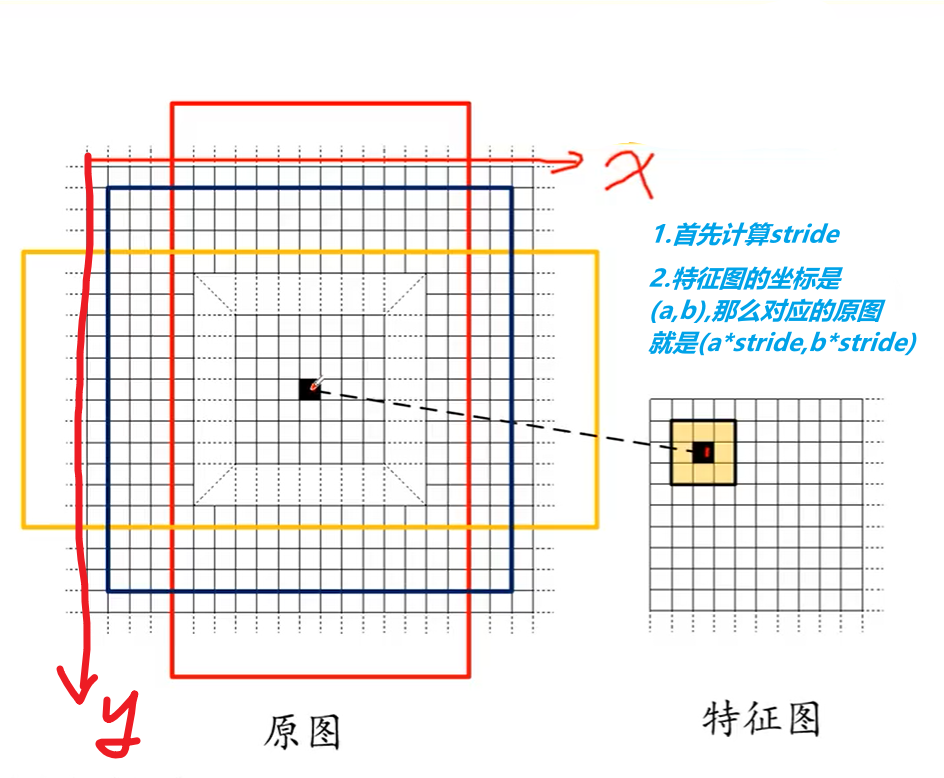 x
1.首先计算stride
2.特征图的坐标是
(a,b),那么对应的原图
就是(a*stride,b*stride)
y
原图
特征图